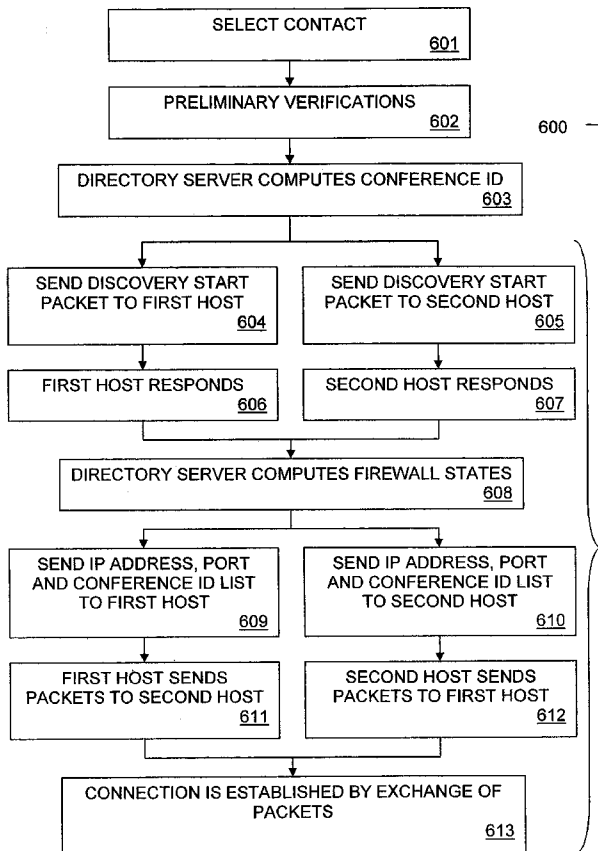 SELECT CONTACT
601
PRELIMINARY VERIFICATIONS
602
600
DIRECTORY SERVER COMPUTES CONFERENCE ID
603
SEND DISCOVERY START
PACKET TO FIRST HOST
604
SEND DISCOVERY START
PACKET TO SECOND HOST
605
FIRST HOST RESPONDS
606
SECOND HOST RESPONDS
607
DIRECTORY SERVER COMPUTES FIREWALL STATES
608
SEND IP ADDRESS, PORT
AND CONFERENCE ID LIST
TO FIRST HOST
609
SEND IP ADDRESS, PORT
AND CONFERENCE ID LIST
TO SECOND HOST
610
FIRST HOST SENDS
PACKETS TO SECOND HOST
611
SECOND HOST SENDS
PACKETS TO FIRST HOST
612
CONNECTION IS ESTABLISHED BY EXCHANGE OF
PACKETS
613